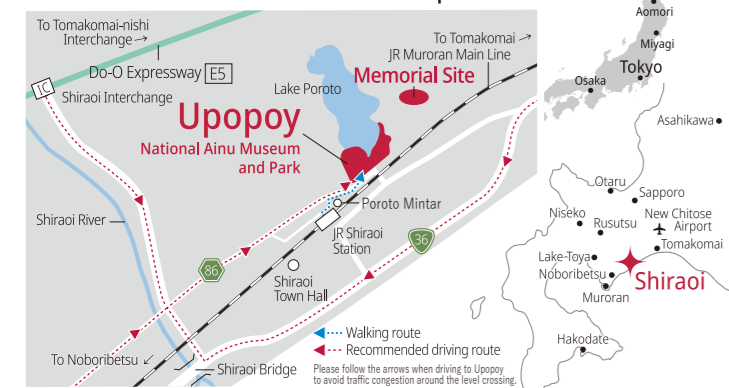 To Tomakomai-nishi
Interchange →
Do-O Expressway E5
IC
Shiraoi Interchange
Lake Poroto
To Tomakomai ↗
JR Muroran Main Line
Memorial Site
Upopoy
National Ainu Museum
and Park
Shiraoi River
Poroto Mintar
JR Shiraoi
Station
36
86
Shiraoi
Town Hall
To Noboribetsu ↙
Shiraoi Bridge
Walking route
Recommended driving route
Please follow the arrows when driving to Upopoy
to avoid traffic congestion around the level crossing.
Aomori
Miyagi
Tokyo
Osaka
Asahikawa
Otaru
Sapporo
Niseko
Rusutsu
New Chitose
Airport
Tomakomai
Lake-Toya
Noboribetsu
Shiraoi
Muroran
Hakodate